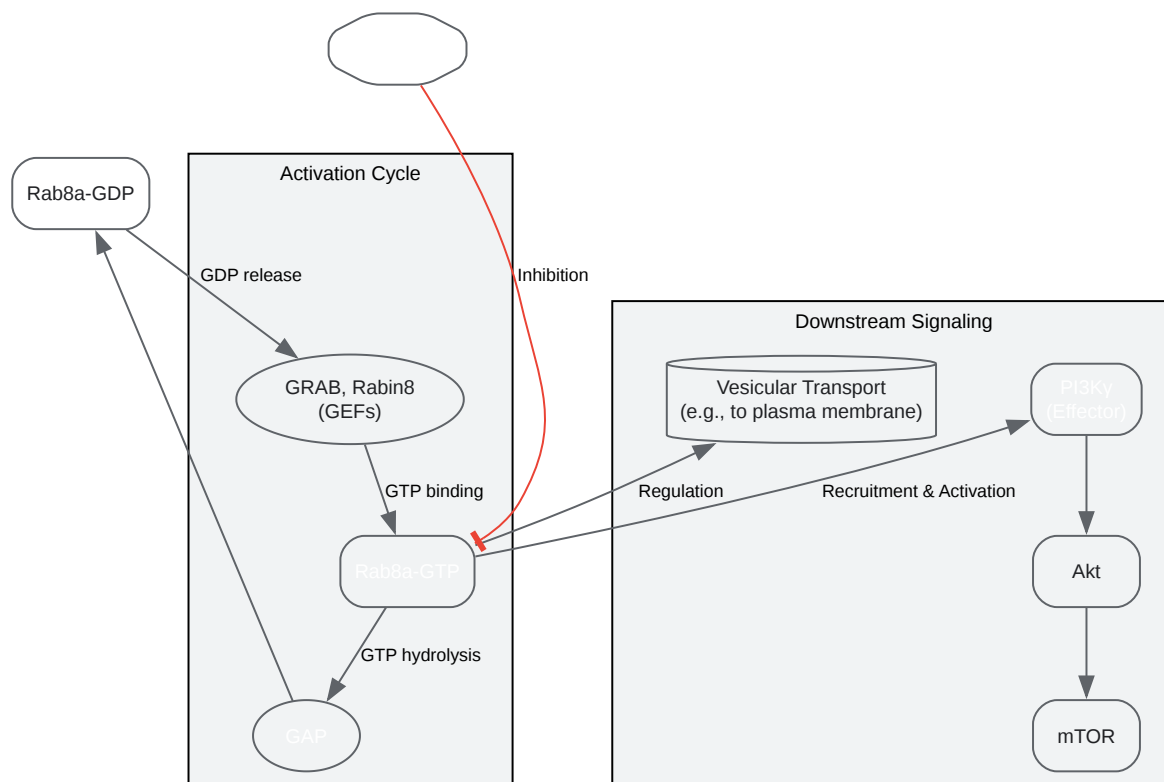 Activation Cycle
Rab8a-GDP
GDP release
Inhibition
GRAB, Rabin8
(GEFs)
GTP binding
Rab8a-GTP
GTP hydrolysis
GAP
Downstream Signaling
Vesicular Transport
(e.g., to plasma membrane)
PI3Kγ
(Effector)
Regulation
Recruitment & Activation
Akt
mTOR